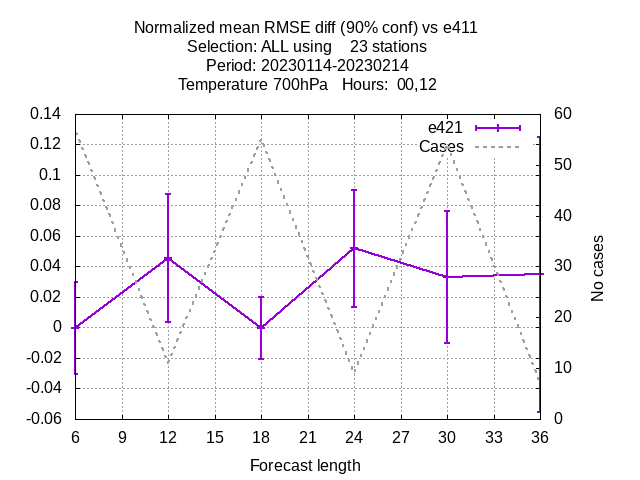 Normalized mean RMSE diff (90% conf) vs e411
Selection: ALL using    23 stations
Period: 20230114-20230214
Temperature 700hPa   Hours:  00,12
0.14
0.12
0.1
0.08
0.06
0.04
0.02
0
-0.02
-0.04
-0.06
e421
Cases
60
50
40
30
20
10
0
No cases
6 9 12 15 18 21 24 27 30 33 36
Forecast length